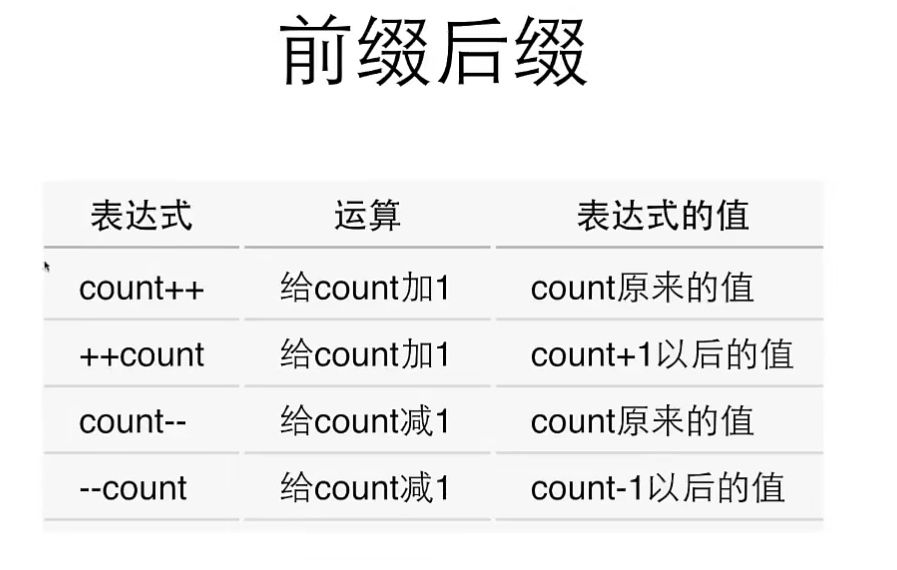 前缀后缀
表达式 运算 表达式的值
count++ 给count加1 count原来的值
++count 给count加1 count+1以后的值
count-- 给count减1 count原来的值
--count 给count减1 count-1以后的值